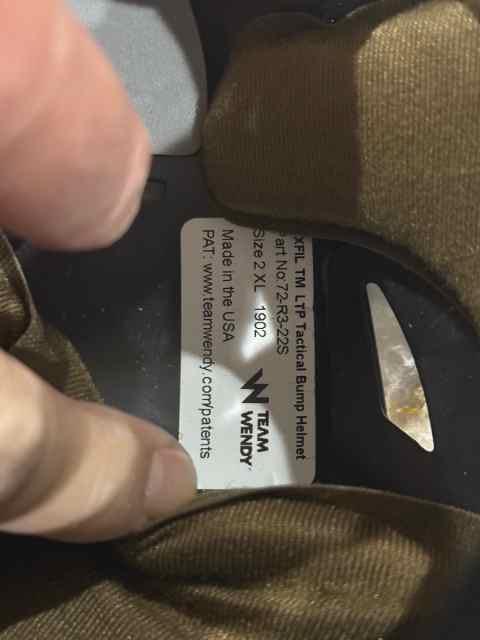 XFIL TM LTP Tactical Bump Helmet
Part No:72-R3-22S
Size 2 XL 1902
Made in the USA
PAT: www.teamwendy.com/patents
TEAM
WENDY